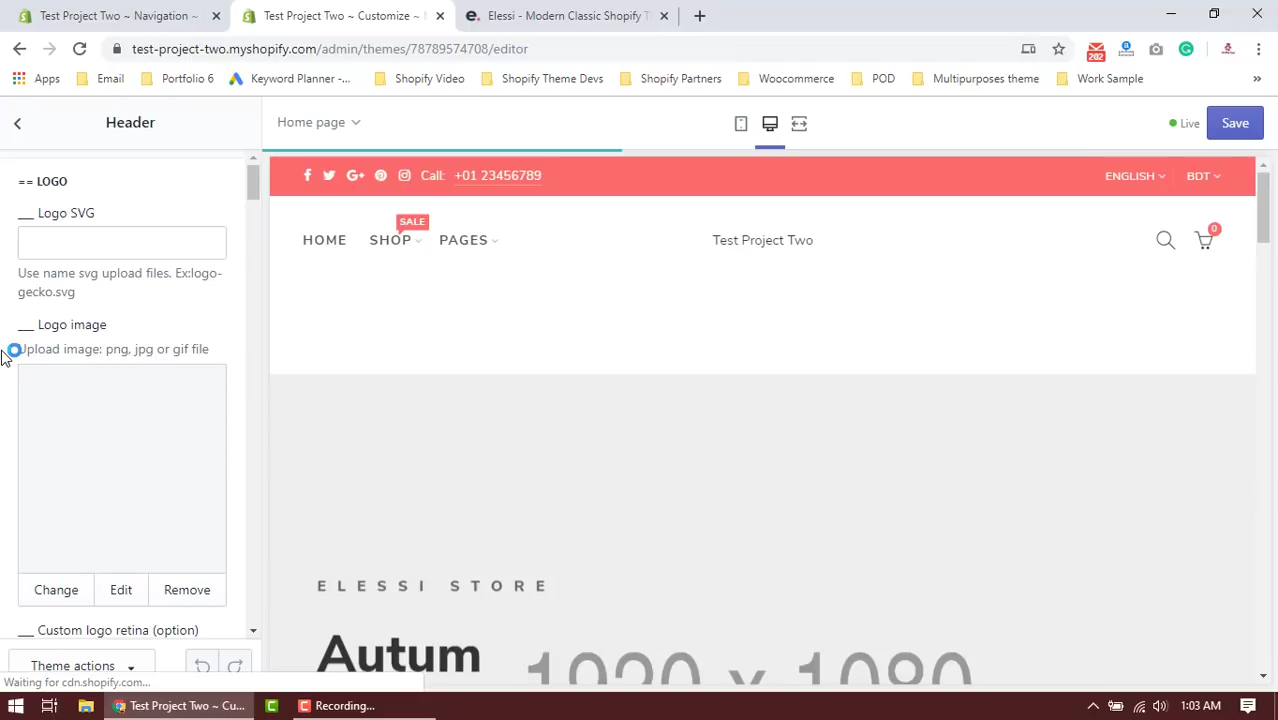 Test Project Two ~ Navigation ~
Test Project Two ~ Customize ~
Elessi - Modern Classic Shopify T
test-project-two.myshopify.com/admin/themes/78789574708/editor
202
Apps
Email
Portfolio 6
Keyword Planner -...
Shopify Video
Shopify Theme Devs
Shopify Partners
Woocommerce
POD
Multipurposes theme
Work Sample
»
Header
Home page
Live
Save
== LOGO
___ Logo SVG
Use name svg upload files. Ex:logo-
gecko.svg
___ Logo image
Upload image: png, jpg or gif file
Change
Edit
Remove
___ Custom logo retina (option)
Theme actions
Waiting for cdn.shopify.com...
Call: +01 23456789
ENGLISH
BDT
SALE
HOME
SHOP
PAGES
Test Project Two
0
ELESSI STORE
Autum
1920 x 1080
Test Project Two ~ Cu...
Recording...
1:03 AM